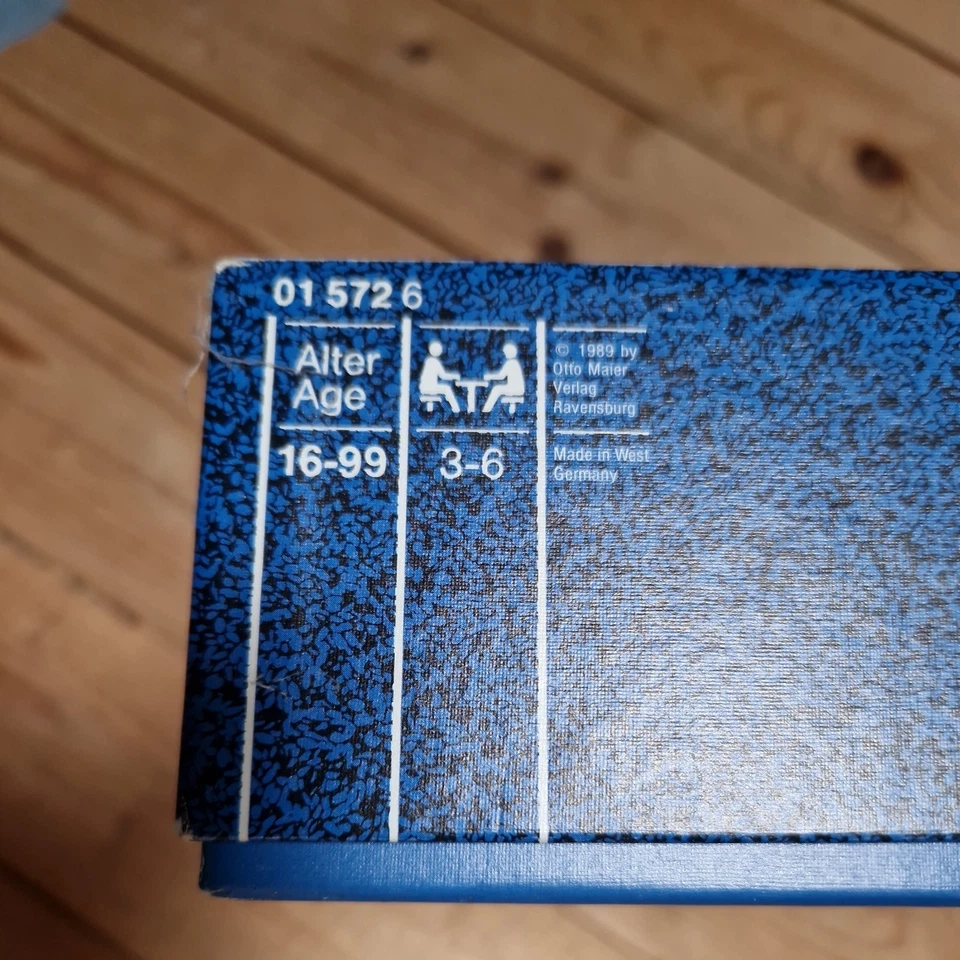 01 572 6
Alter
Age
16-99
3-6
© 1989 by
Otto Maier
Verlag
Ravensburg
Made in West
Germany